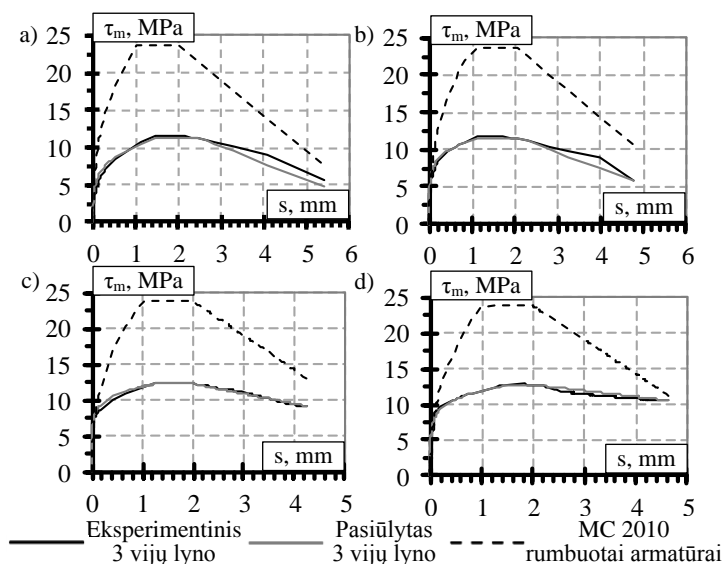 a) τm, MPa
25
20
15
10
5
0
s, mm
0 1 2 3 4 5 6
b) τm, MPa
25
20
15
10
5
0
s, mm
0 1 2 3 4 5 6
c) τm, MPa
25
20
15
10
5
0
s, mm
0 1 2 3 4 5
d) τm, MPa
25
20
15
10
5
0
s, mm
0 1 2 3 4 5
Eksperimentinis
3 vijų lyno
Pasiūlytas
3 vijų lyno
MC 2010
rumbuotai armatūrai